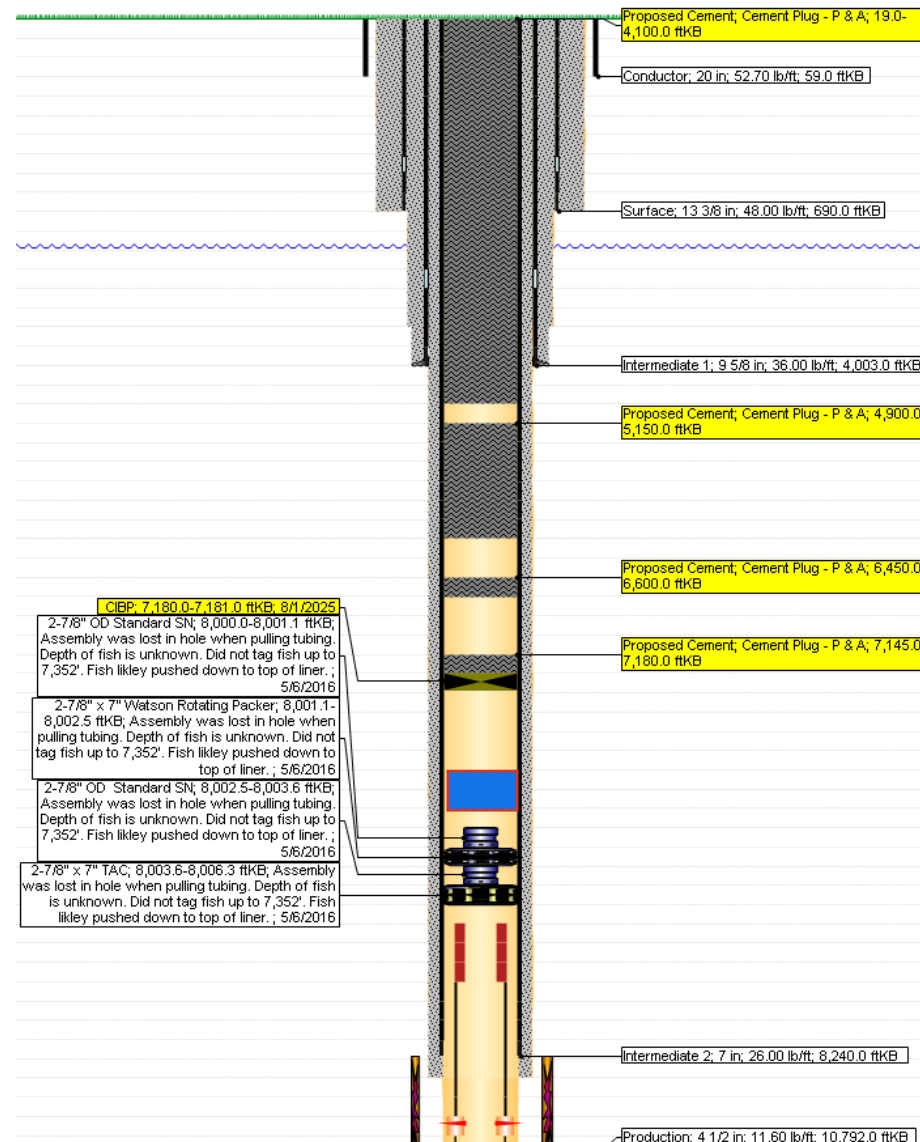 Proposed Cement; Cement Plug - P & A; 19.0-
4,100.0 ftKB
Conductor; 20 in; 52.70 lb/ft; 59.0 ftKB
Surface; 13 3/8 in; 48.00 lb/ft; 690.0 ftKB
Intermediate 1; 9 5/8 in; 36.00 lb/ft; 4,003.0 ftKB
Proposed Cement; Cement Plug - P & A; 4,900.0
5,150.0 ftKB
Proposed Cement; Cement Plug - P & A; 6,450.0
6,600.0 ftKB
CIBP; 7,180.0-7,181.0 ftKB; 8/1/2025
2-7/8" OD Standard SN; 8,000.0-8,001.1 ftKB;
Assembly was lost in hole when pulling tubing.
Depth of fish is unknown. Did not tag fish up to
7,352'. Fish likley pushed down to top of liner. ;
5/6/2016
Proposed Cement; Cement Plug - P & A; 7,145.0
7,180.0 ftKB
2-7/8" x 7" Watson Rotating Packer; 8,001.1-
8,002.5 ftKB; Assembly was lost in hole when
pulling tubing. Depth of fish is unknown. Did not
tag fish up to 7,352'. Fish likley pushed down to
top of liner. ; 5/6/2016
2-7/8" OD  Standard SN; 8,002.5-8,003.6 ftKB;
Assembly was lost in hole when pulling tubing.
Depth of fish is unknown. Did not tag fish up to
7,352'. Fish likley pushed down to top of liner. ;
5/6/2016
2-7/8" x 7" TAC; 8,003.6-8,006.3 ftKB; Assembly
was lost in hole when pulling tubing. Depth of fish
is unknown. Did not tag fish up to 7,352'. Fish
likley pushed down to top of liner. ; 5/6/2016
Intermediate 2; 7 in; 26.00 lb/ft; 8,240.0 ftKB
Production; 4 1/2 in; 11.60 lb/ft; 10,792.0 ftKB